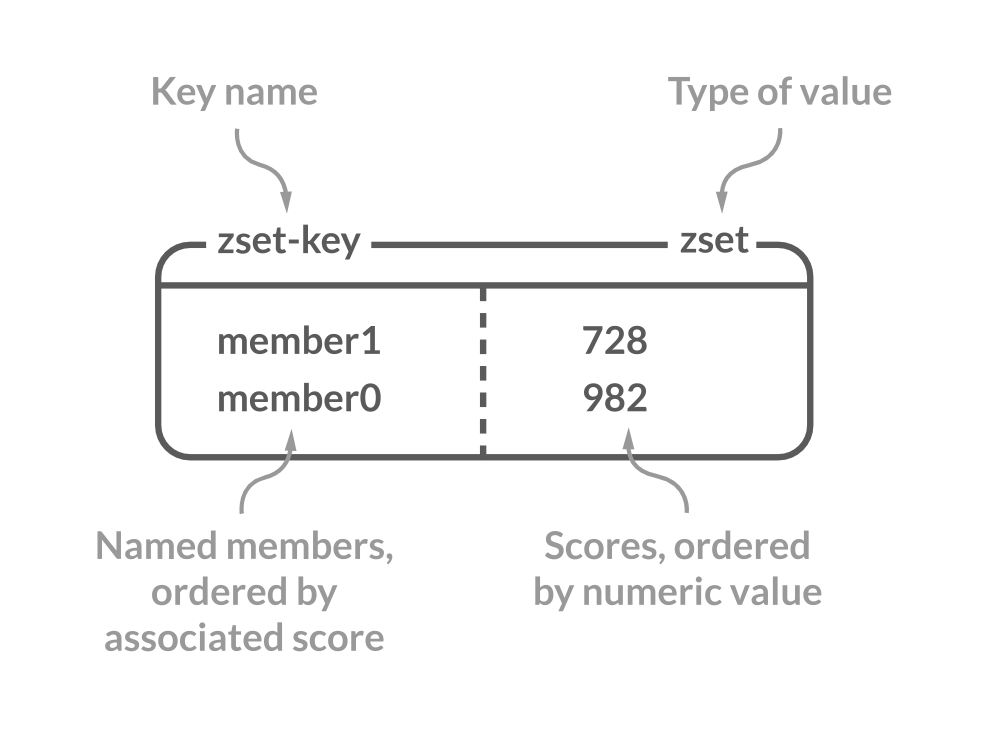 Key name
Type of value
zset-key
zset
member1
728
member0
982
Named members,
ordered by
associated score
Scores, ordered
by numeric value